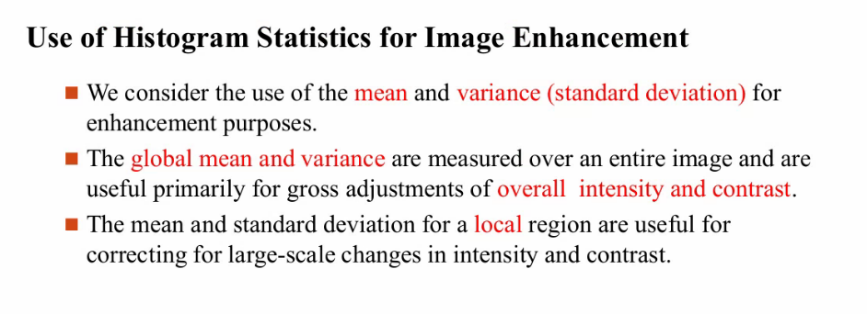 Use of Histogram Statistics for Image Enhancement
We consider the use of the mean and variance (standard deviation) for
enhancement purposes.
The global mean and variance are measured over an entire image and are
useful primarily for gross adjustments of overall intensity and contrast.
The mean and standard deviation for a local region are useful for
correcting for large-scale changes in intensity and contrast.